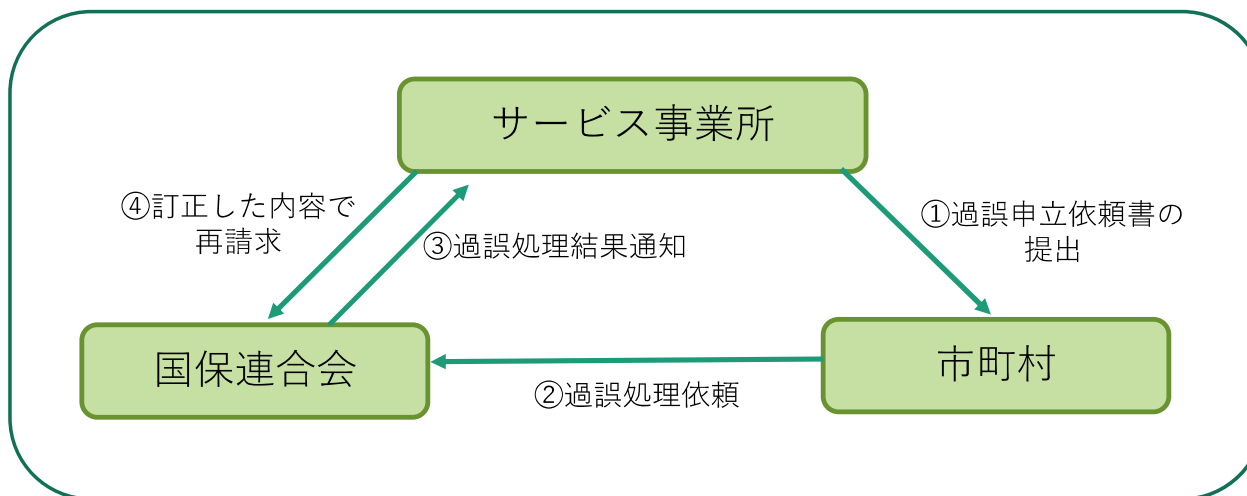 サービス事業所
④訂正した内容で
再請求
③過誤処理結果通知
①過誤申立依頼書の
提出
国保連合会
市町村
②過誤処理依頼